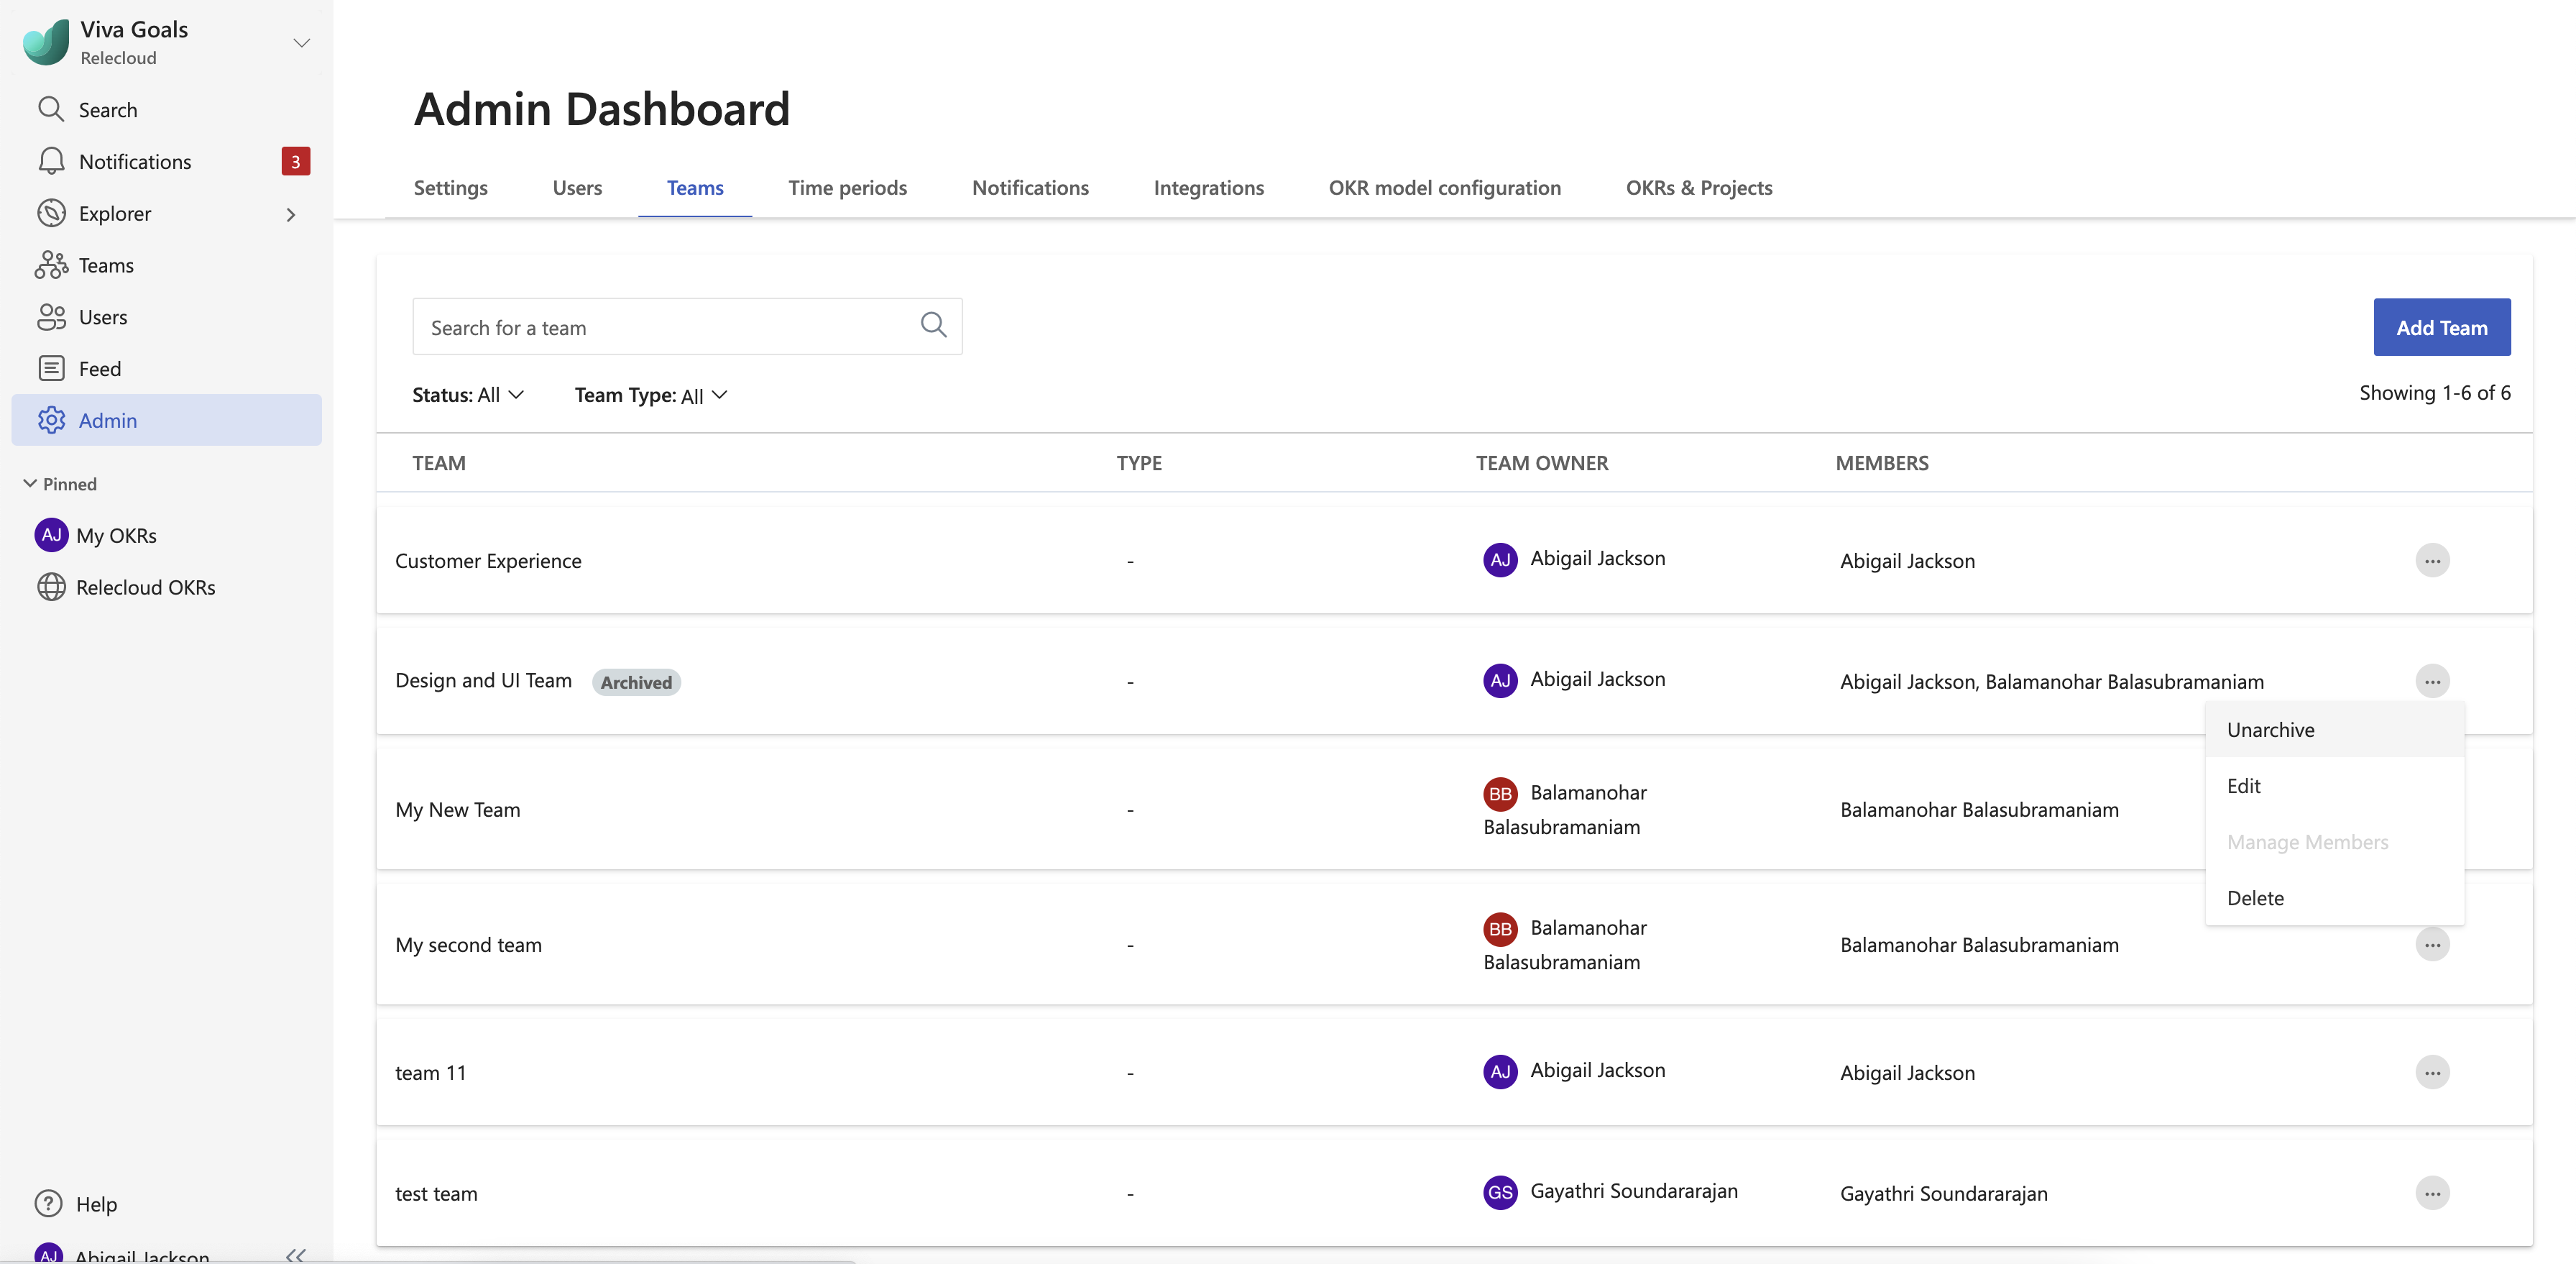 Viva Goals
Relecloud
Search
Notifications 3
Explorer
Teams
Users
Feed
Admin
Pinned
AJ My OKRs
Relecloud OKRs
Help
AJ Abigail Jackson
Admin Dashboard
Settings Users Teams Time periods Notifications Integrations OKR model configuration OKRs & Projects
Search for a team
Add Team
Status: All Team Type: All
Showing 1-6 of 6
TEAM TYPE TEAM OWNER MEMBERS
Customer Experience - AJ Abigail Jackson Abigail Jackson ...
Design and UI Team Archived - AJ Abigail Jackson Abigail Jackson, Balamanohar Balasubramaniam ...
Unarchive
Edit
Manage Members
Delete
My New Team - BB Balamanohar
Balasubramaniam Balamanohar Balasubramaniam
My second team - BB Balamanohar
Balasubramaniam Balamanohar Balasubramaniam ...
team 11 - AJ Abigail Jackson Abigail Jackson ...
test team - GS Gayathri Soundararajan Gayathri Soundararajan ...